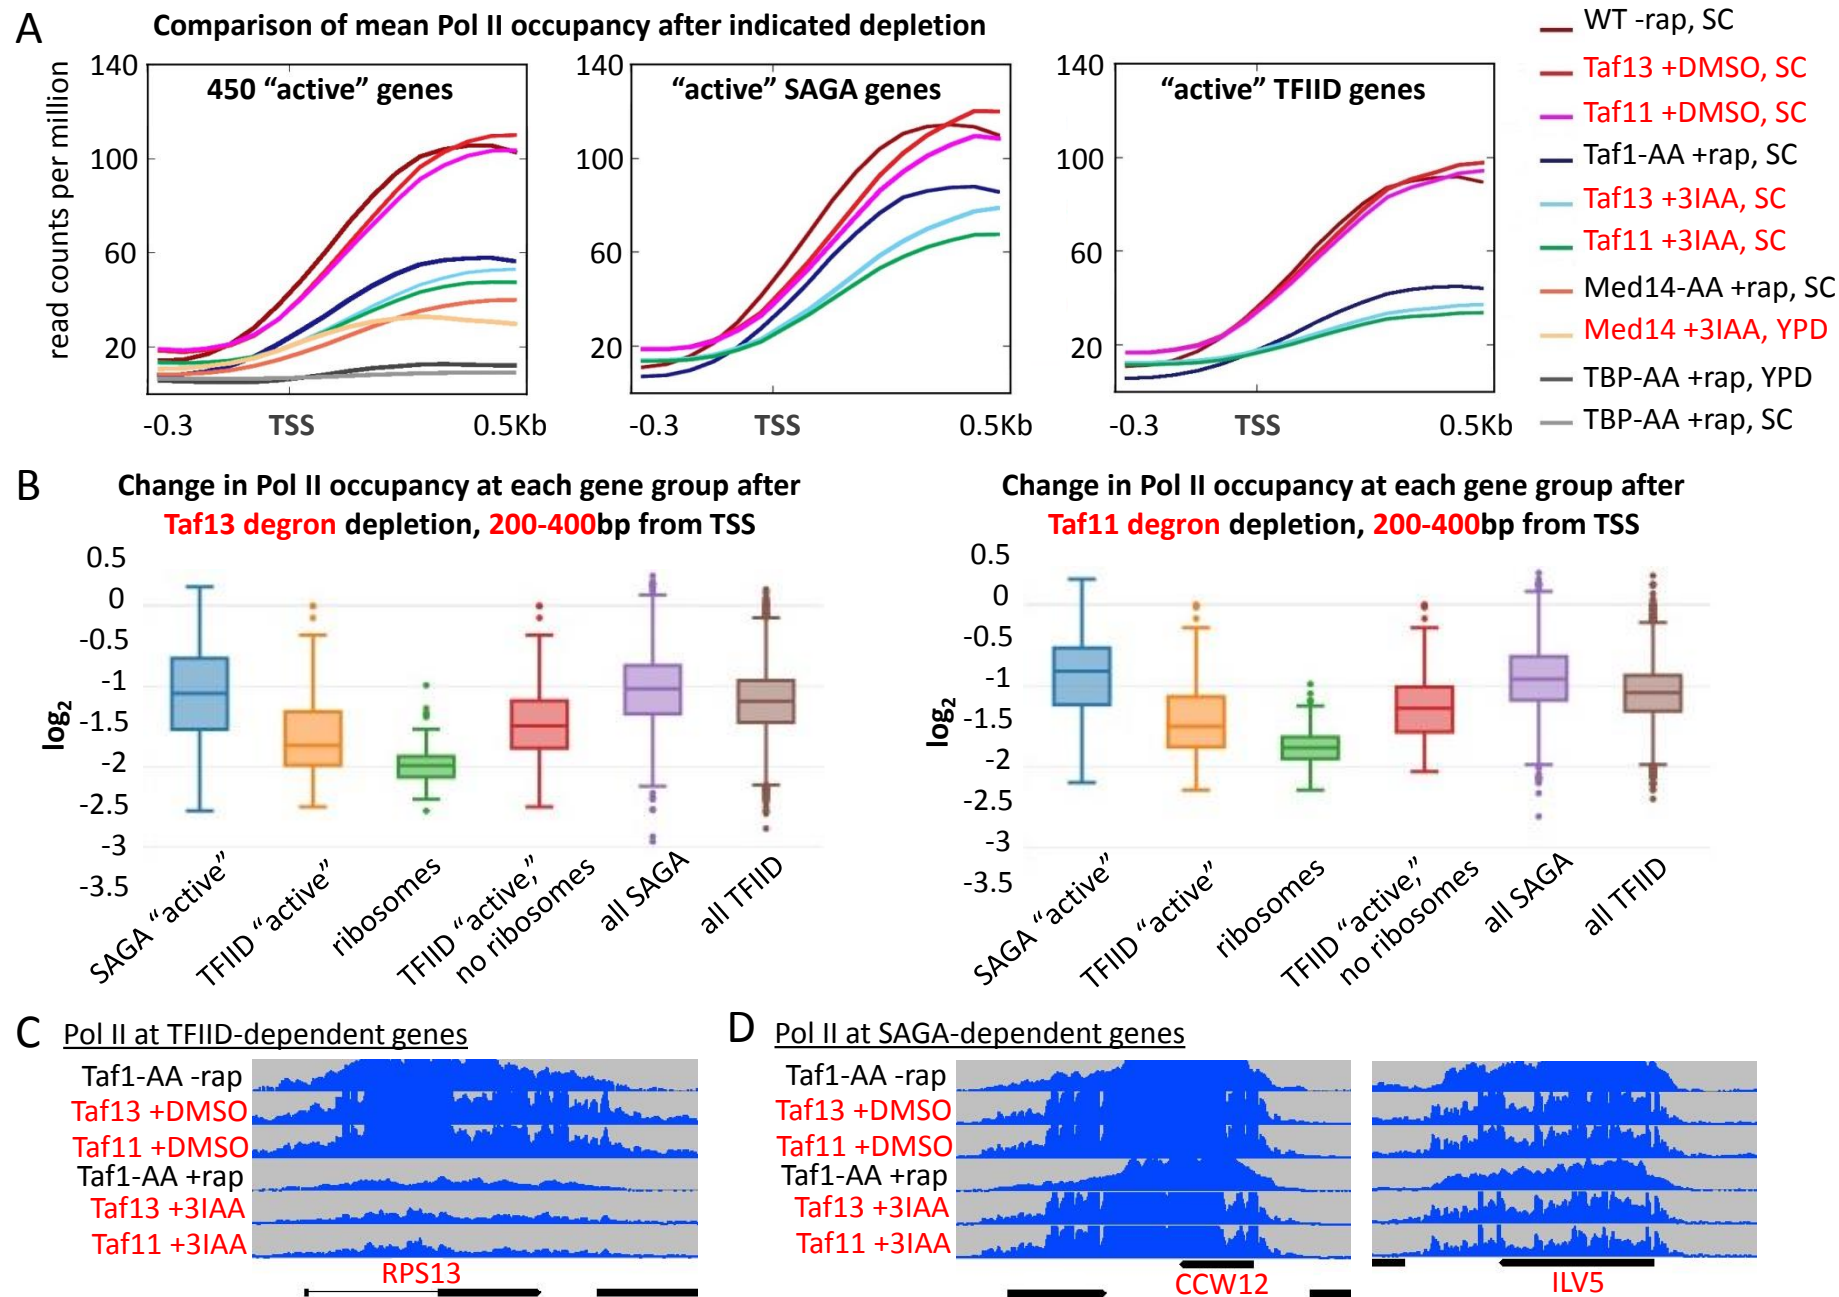 A
Comparison of mean Pol II occupancy after indicated depletion
read counts per million
140
100
60
20
450 "active" genes
-0.3
TSS
0.5Kb
140
100
60
20
"active" SAGA genes
-0.3
TSS
0.5Kb
140
100
60
20
"active" TFIID genes
-0.3
TSS
0.5Kb
WT -rap, SC
Taf13 +DMSO, SC
Taf11 +DMSO, SC
Taf1-AA +rap, SC
Taf13 +3IAA, SC
Taf11 +3IAA, SC
Med14-AA +rap, SC
Med14 +3IAA, YPD
TBP-AA +rap, YPD
TBP-AA +rap, SC
B
Change in Pol II occupancy at each gene group after
Taf13 degron depletion, 200-400bp from TSS
log2
0.5
0
-0.5
-1
-1.5
-2
-2.5
-3
-3.5
SAGA "active"
TFIID "active"
ribosomes
TFIID "active,"
no ribosomes
all SAGA
all TFIID
Change in Pol II occupancy at each gene group after
Taf11 degron depletion, 200-400bp from TSS
log2
0.5
0
-0.5
-1
-1.5
-2
-2.5
-3
-3.5
SAGA "active"
TFIID "active"
ribosomes
TFIID "active,"
no ribosomes
all SAGA
all TFIID
C
Pol II at TFIID-dependent genes
Taf1-AA -rap
Taf13 +DMSO
Taf11 +DMSO
Taf1-AA +rap
Taf13 +3IAA
Taf11 +3IAA
RPS13
D
Pol II at SAGA-dependent genes
Taf1-AA -rap
Taf13 +DMSO
Taf11 +DMSO
Taf1-AA +rap
Taf13 +3IAA
Taf11 +3IAA
CCW12
ILV5